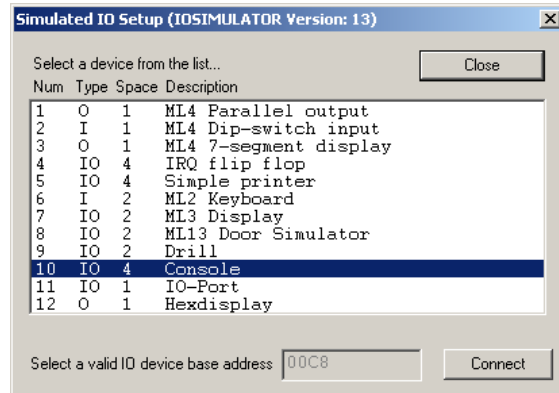 Simulated IO Setup (IOSIMULATOR Version: 13)
Select a device from the list...
Close
Num Type Space Description
1 O 1 ML4 Parallel output
2 I 1 ML4 Dip-switch input
3 O 1 ML4 7-segment display
4 IO 4 IRQ flip flop
5 IO 4 Simple printer
6 I 2 ML2 Keyboard
7 IO 2 ML3 Display
8 IO 2 ML13 Door Simulator
9 IO 2 Drill
10 IO 4 Console
11 IO 1 IO-Port
12 O 1 Hexdisplay
Select a valid IO device base address 00C8 Connect